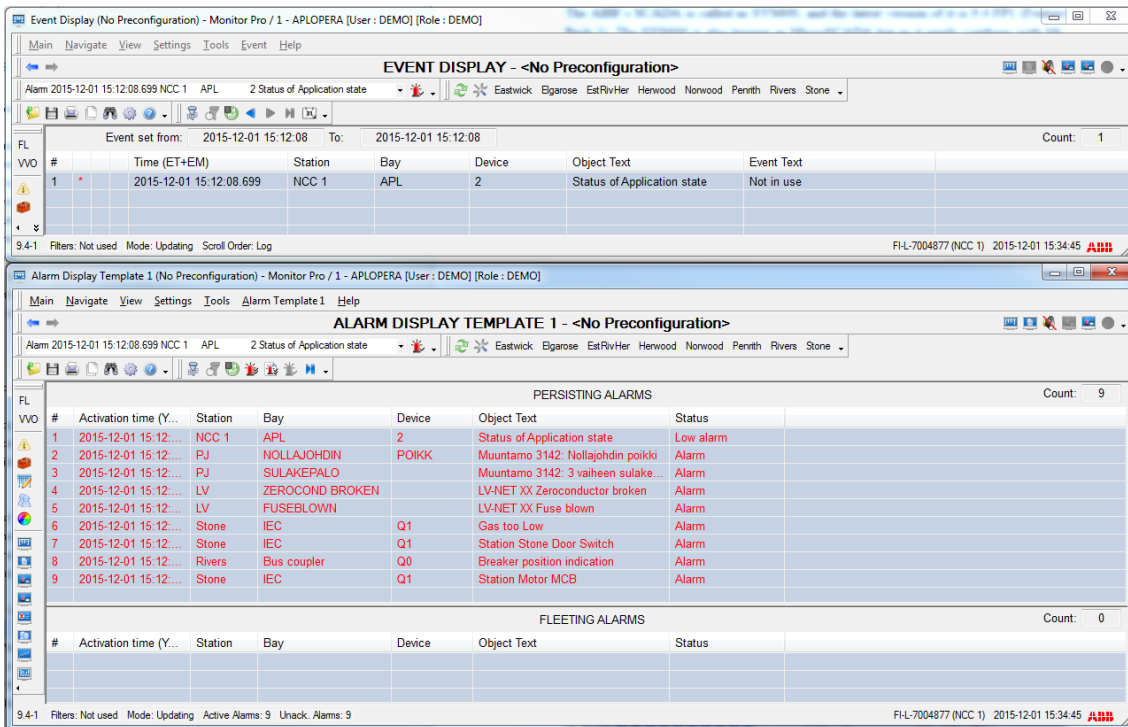 The ABB - SCADA is called as SYS600, and the latest version of it is 9.4 FP1 (Feature
Event Display (No Preconfiguration) - Monitor Pro / 1 - APLOPERA [User : DEMO] [Role : DEMO]
Main Navigate View Settings Tools Event Help
EVENT DISPLAY - <No Preconfiguration>
Alarm 2015-12-01 15:12:08.699 NCC 1 APL 2 Status of Application state Eastwick Elgarose EstRivHer Herwood Norwood Penrith Rivers Stone
Event set from: 2015-12-01 15:12:08 To: 2015-12-01 15:12:08 Count: 1
FL
VVO
# Time (ET+EM) Station Bay Device Object Text Event Text
1 * 2015-12-01 15:12:08.699 NCC 1 APL 2 Status of Application state Not in use
9.4-1 Filters: Not used Mode: Updating Scroll Order: Log FI-L-7004877 (NCC 1) 2015-12-01 15:34:45 ABB
Alarm Display Template 1 (No Preconfiguration) - Monitor Pro / 1 - APLOPERA [User : DEMO] [Role : DEMO]
Main Navigate View Settings Tools Alarm Template 1 Help
ALARM DISPLAY TEMPLATE 1 - <No Preconfiguration>
Alarm 2015-12-01 15:12:08.699 NCC 1 APL 2 Status of Application state Eastwick Elgarose EstRivHer Herwood Norwood Penrith Rivers Stone
PERSISTING ALARMS Count: 9
FL
VVO
# Activation time (Y... Station Bay Device Object Text Status
1 2015-12-01 15:12:... NCC 1 APL 2 Status of Application state Low alarm
2 2015-12-01 15:12:... PJ NOLLAJOHDIN POIKK Muuntamo 3142: Nollajohdin poikki Alarm
3 2015-12-01 15:12:... PJ SULAKEPALO Muuntamo 3142: 3 vaiheen sulake... Alarm
4 2015-12-01 15:12:... LV ZEROCOND BROKEN LV-NET XX Zeroconductor broken Alarm
5 2015-12-01 15:12:... LV FUSEBLOWN LV-NET XX Fuse blown Alarm
6 2015-12-01 15:12:... Stone IEC Q1 Gas too Low Alarm
7 2015-12-01 15:12:... Stone IEC Q1 Station Stone Door Switch Alarm
8 2015-12-01 15:12:... Rivers Bus coupler Q0 Breaker position indication Alarm
9 2015-12-01 15:12:... Stone IEC Q1 Station Motor MCB Alarm
FLEETING ALARMS Count: 0
# Activation time (Y... Station Bay Device Object Text Status
9.4-1 Filters: Not used Mode: Updating Active Alarms: 9 Unack. Alarms: 9 FI-L-7004877 (NCC 1) 2015-12-01 15:34:45 ABB